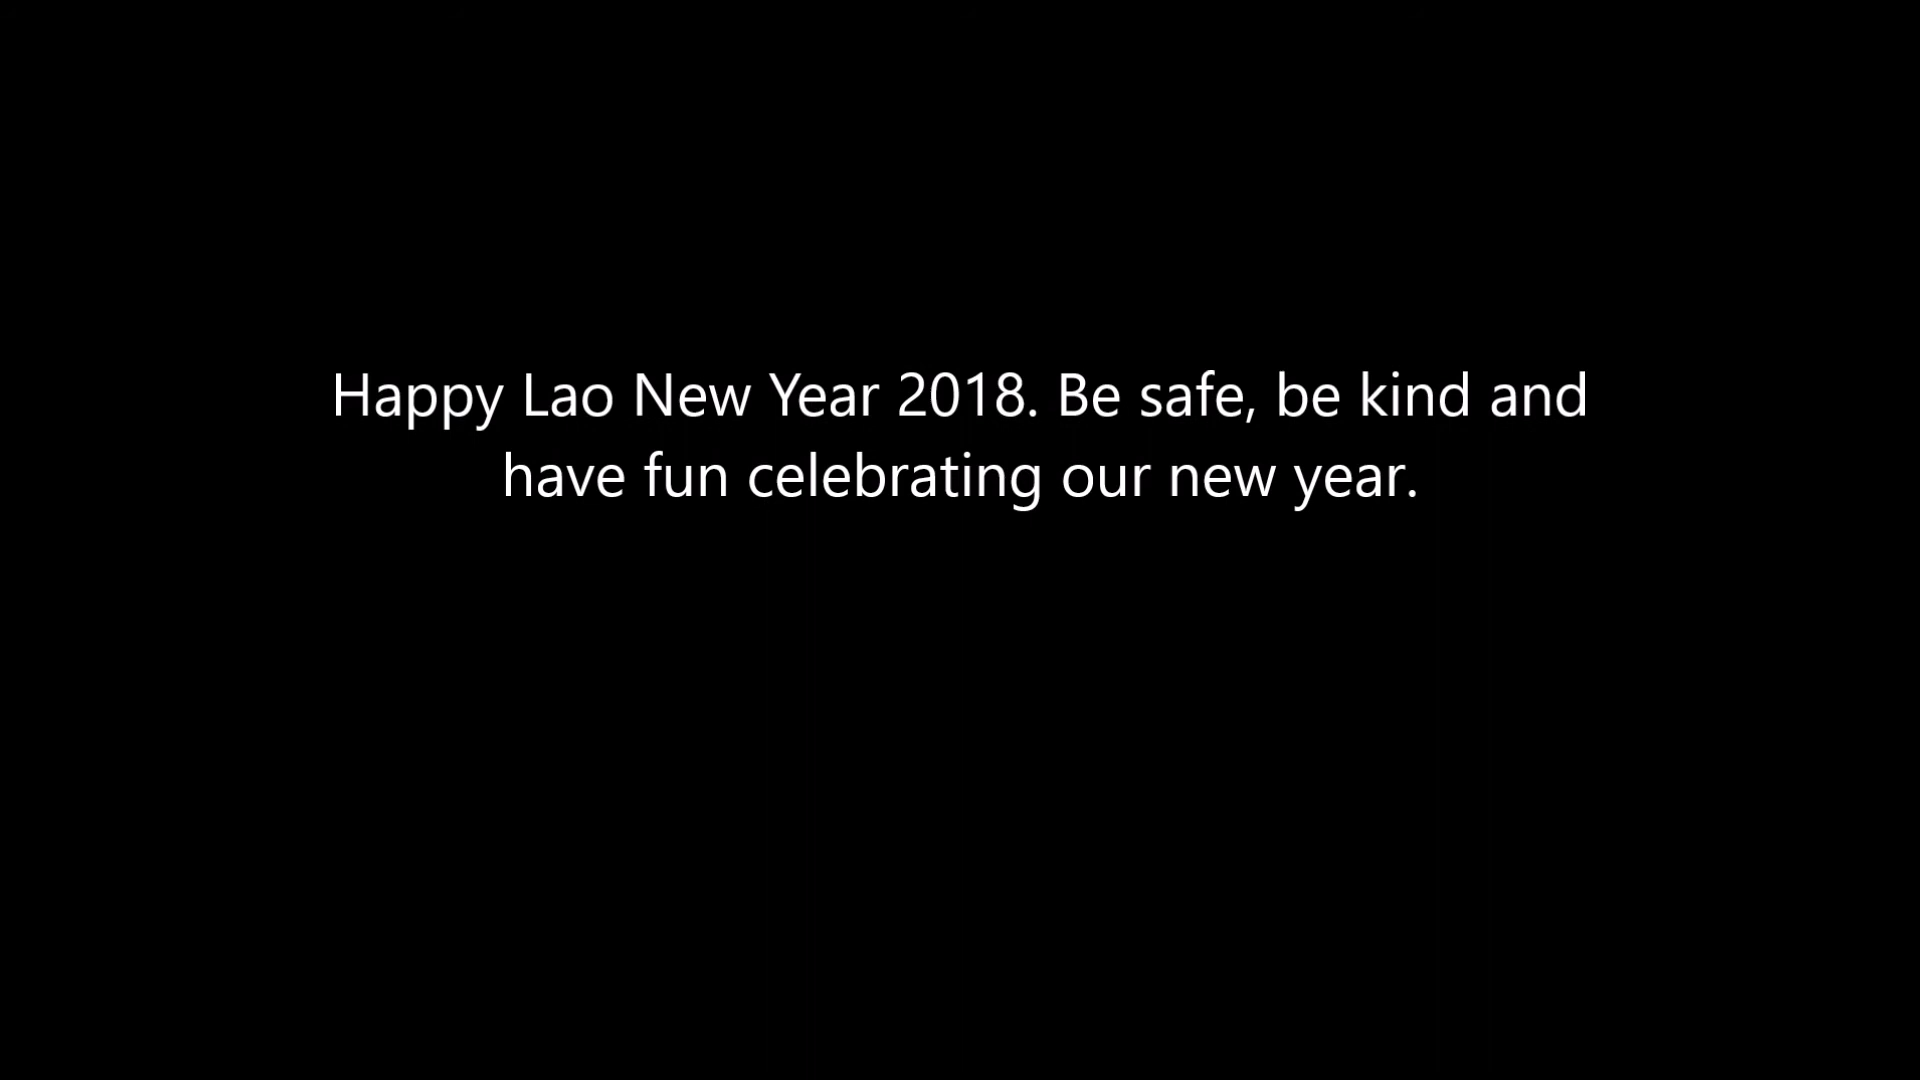 Happy Lao New Year 2018. Be safe, be kind and
have fun celebrating our new year.